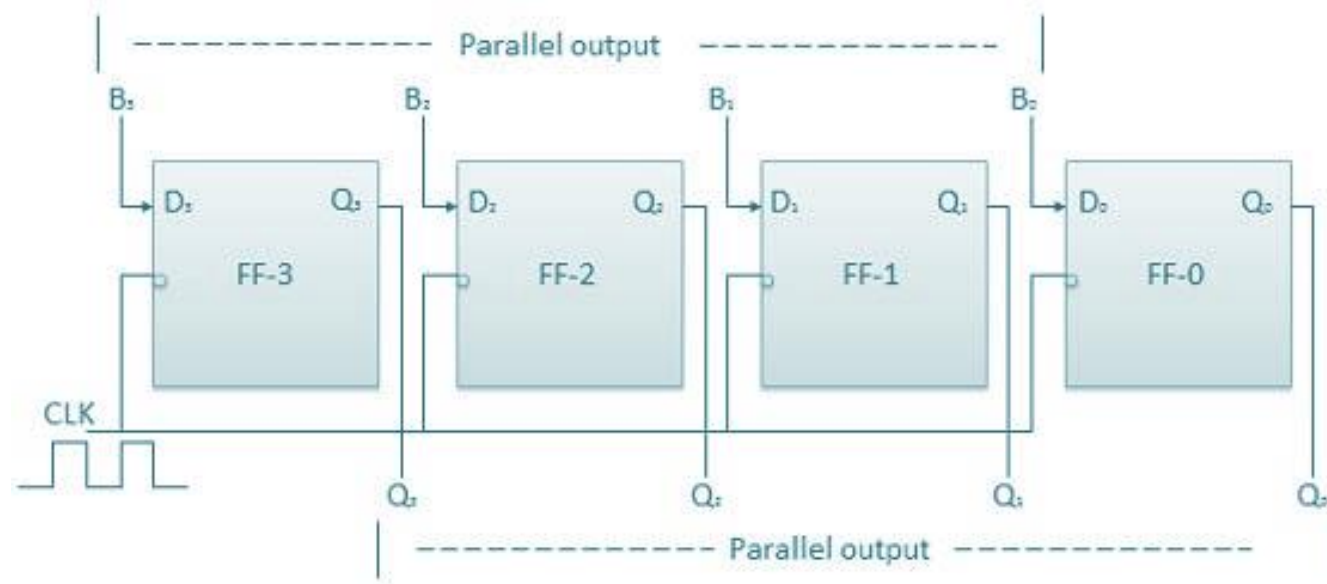 Parallel output
B₃ B₂ B₁ B₀
D₃ Q₃ D₂ Q₂ D₁ Q₁ D₀ Q₀
FF-3 FF-2 FF-1 FF-0
CLK
Q₃ Q₂ Q₁ Q₀
Parallel output